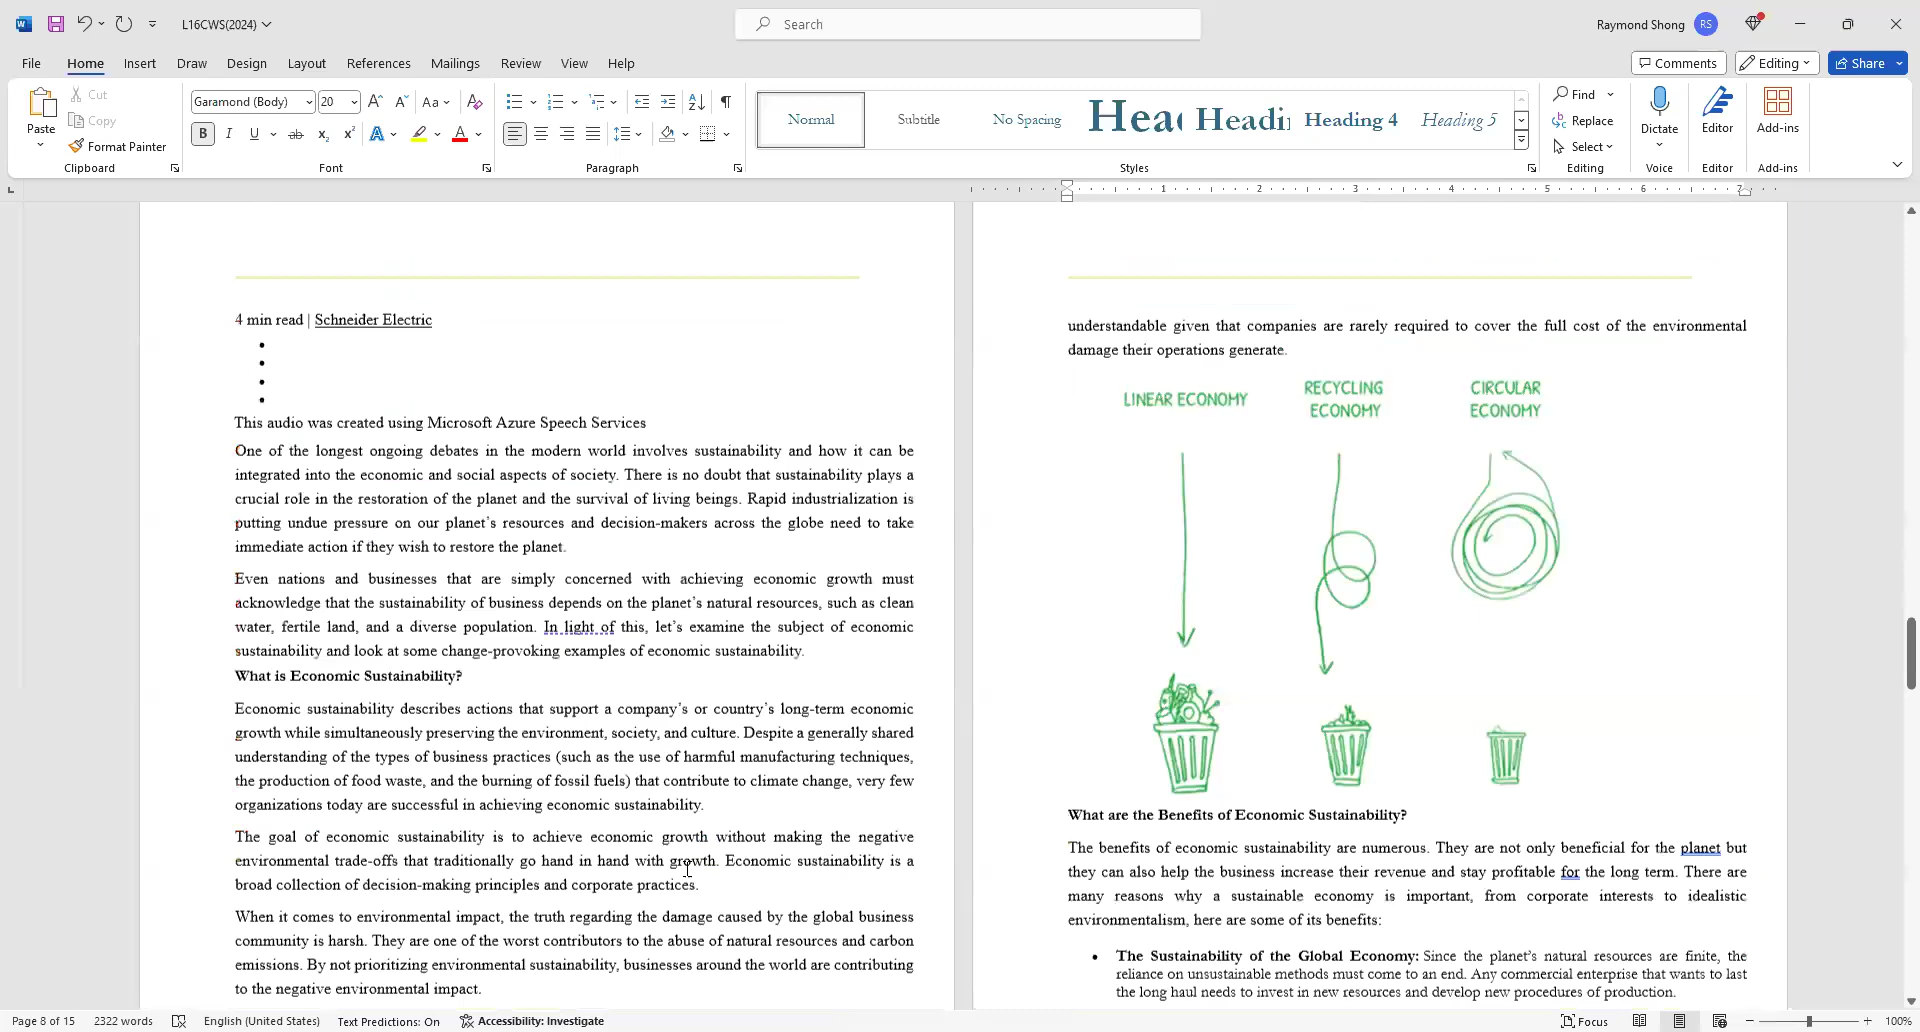 L16CWS(2024)
Search
Raymond Shong
RS
File
Home
Insert
Draw
Design
Layout
References
Mailings
Review
View
Help
Comments
Editing
Share
Paste
Cut
Copy
Format Painter
Clipboard
Garamond (Body)
20
Font
Paragraph
Normal
Subtitle
No Spacing
Heading 4
Heading 5
Styles
Find
Replace
Select
Editing
Dictate
Voice
Editor
Editor
Add-ins
Add-ins
1 2 3 4 5 6 7
4 min read | Schneider Electric
This audio was created using Microsoft Azure Speech Services
One of the longest ongoing debates in the modern world involves sustainability and how it can be
integrated into the economic and social aspects of society. There is no doubt that sustainability plays a
crucial role in the restoration of the planet and the survival of living beings. Rapid industrialization is
putting undue pressure on our planet’s resources and decision-makers across the globe need to take
immediate action if they wish to restore the planet.
Even nations and businesses that are simply concerned with achieving economic growth must
acknowledge that the sustainability of business depends on the planet’s natural resources, such as clean
water, fertile land, and a diverse population. In light of this, let’s examine the subject of economic
sustainability and look at some change-provoking examples of economic sustainability.
What is Economic Sustainability?
Economic sustainability describes actions that support a company’s or country’s long-term economic
growth while simultaneously preserving the environment, society, and culture. Despite a generally shared
understanding of the types of business practices (such as the use of harmful manufacturing techniques,
the production of food waste, and the burning of fossil fuels) that contribute to climate change, very few
organizations today are successful in achieving economic sustainability.
The goal of economic sustainability is to achieve economic growth without making the negative
environmental trade-offs that traditionally go hand in hand with growth. Economic sustainability is a
broad collection of decision-making principles and corporate practices.
When it comes to environmental impact, the truth regarding the damage caused by the global business
community is harsh. They are one of the worst contributors to the abuse of natural resources and carbon
emissions. By not prioritizing environmental sustainability, businesses around the world are contributing
to the negative environmental impact.
understandable given that companies are rarely required to cover the full cost of the environmental
damage their operations generate.
LINEAR ECONOMY
RECYCLING
ECONOMY
CIRCULAR
ECONOMY
What are the Benefits of Economic Sustainability?
The benefits of economic sustainability are numerous. They are not only beneficial for the planet but
they can also help the business increase their revenue and stay profitable for the long term. There are
many reasons why a sustainable economy is important, from corporate interests to idealistic
environmentalism, here are some of its benefits:
• The Sustainability of the Global Economy: Since the planet’s natural resources are finite, the
reliance on unsustainable methods must come to an end. Any commercial enterprise that wants to last
the long haul needs to invest in new resources and develop new procedures of production.
Page 8 of 15
2322 words
English (United States)
Text Predictions: On
Accessibility: Investigate
Focus
100%